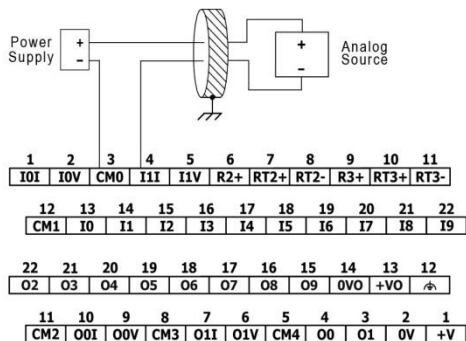 Power Supply
+
−
+
−
Analog Source
1 2 3 4 5 6 7 8 9 10 11
I0I I0V CM0 I1I I1V R2+ RT2+ RT2- R3+ RT3+ RT3-
12 13 14 15 16 17 18 19 20 21 22
CM1 I0 I1 I2 I3 I4 I5 I6 I7 I8 I9
22 21 20 19 18 17 16 15 14 13 12
O2 O3 O4 O5 O6 O7 O8 O9 0VO +VO
11 10 9 8 7 6 5 4 3 2 1
CM2 O0I O0V CM3 O1I O1V CM4 O0 O1 0V +V